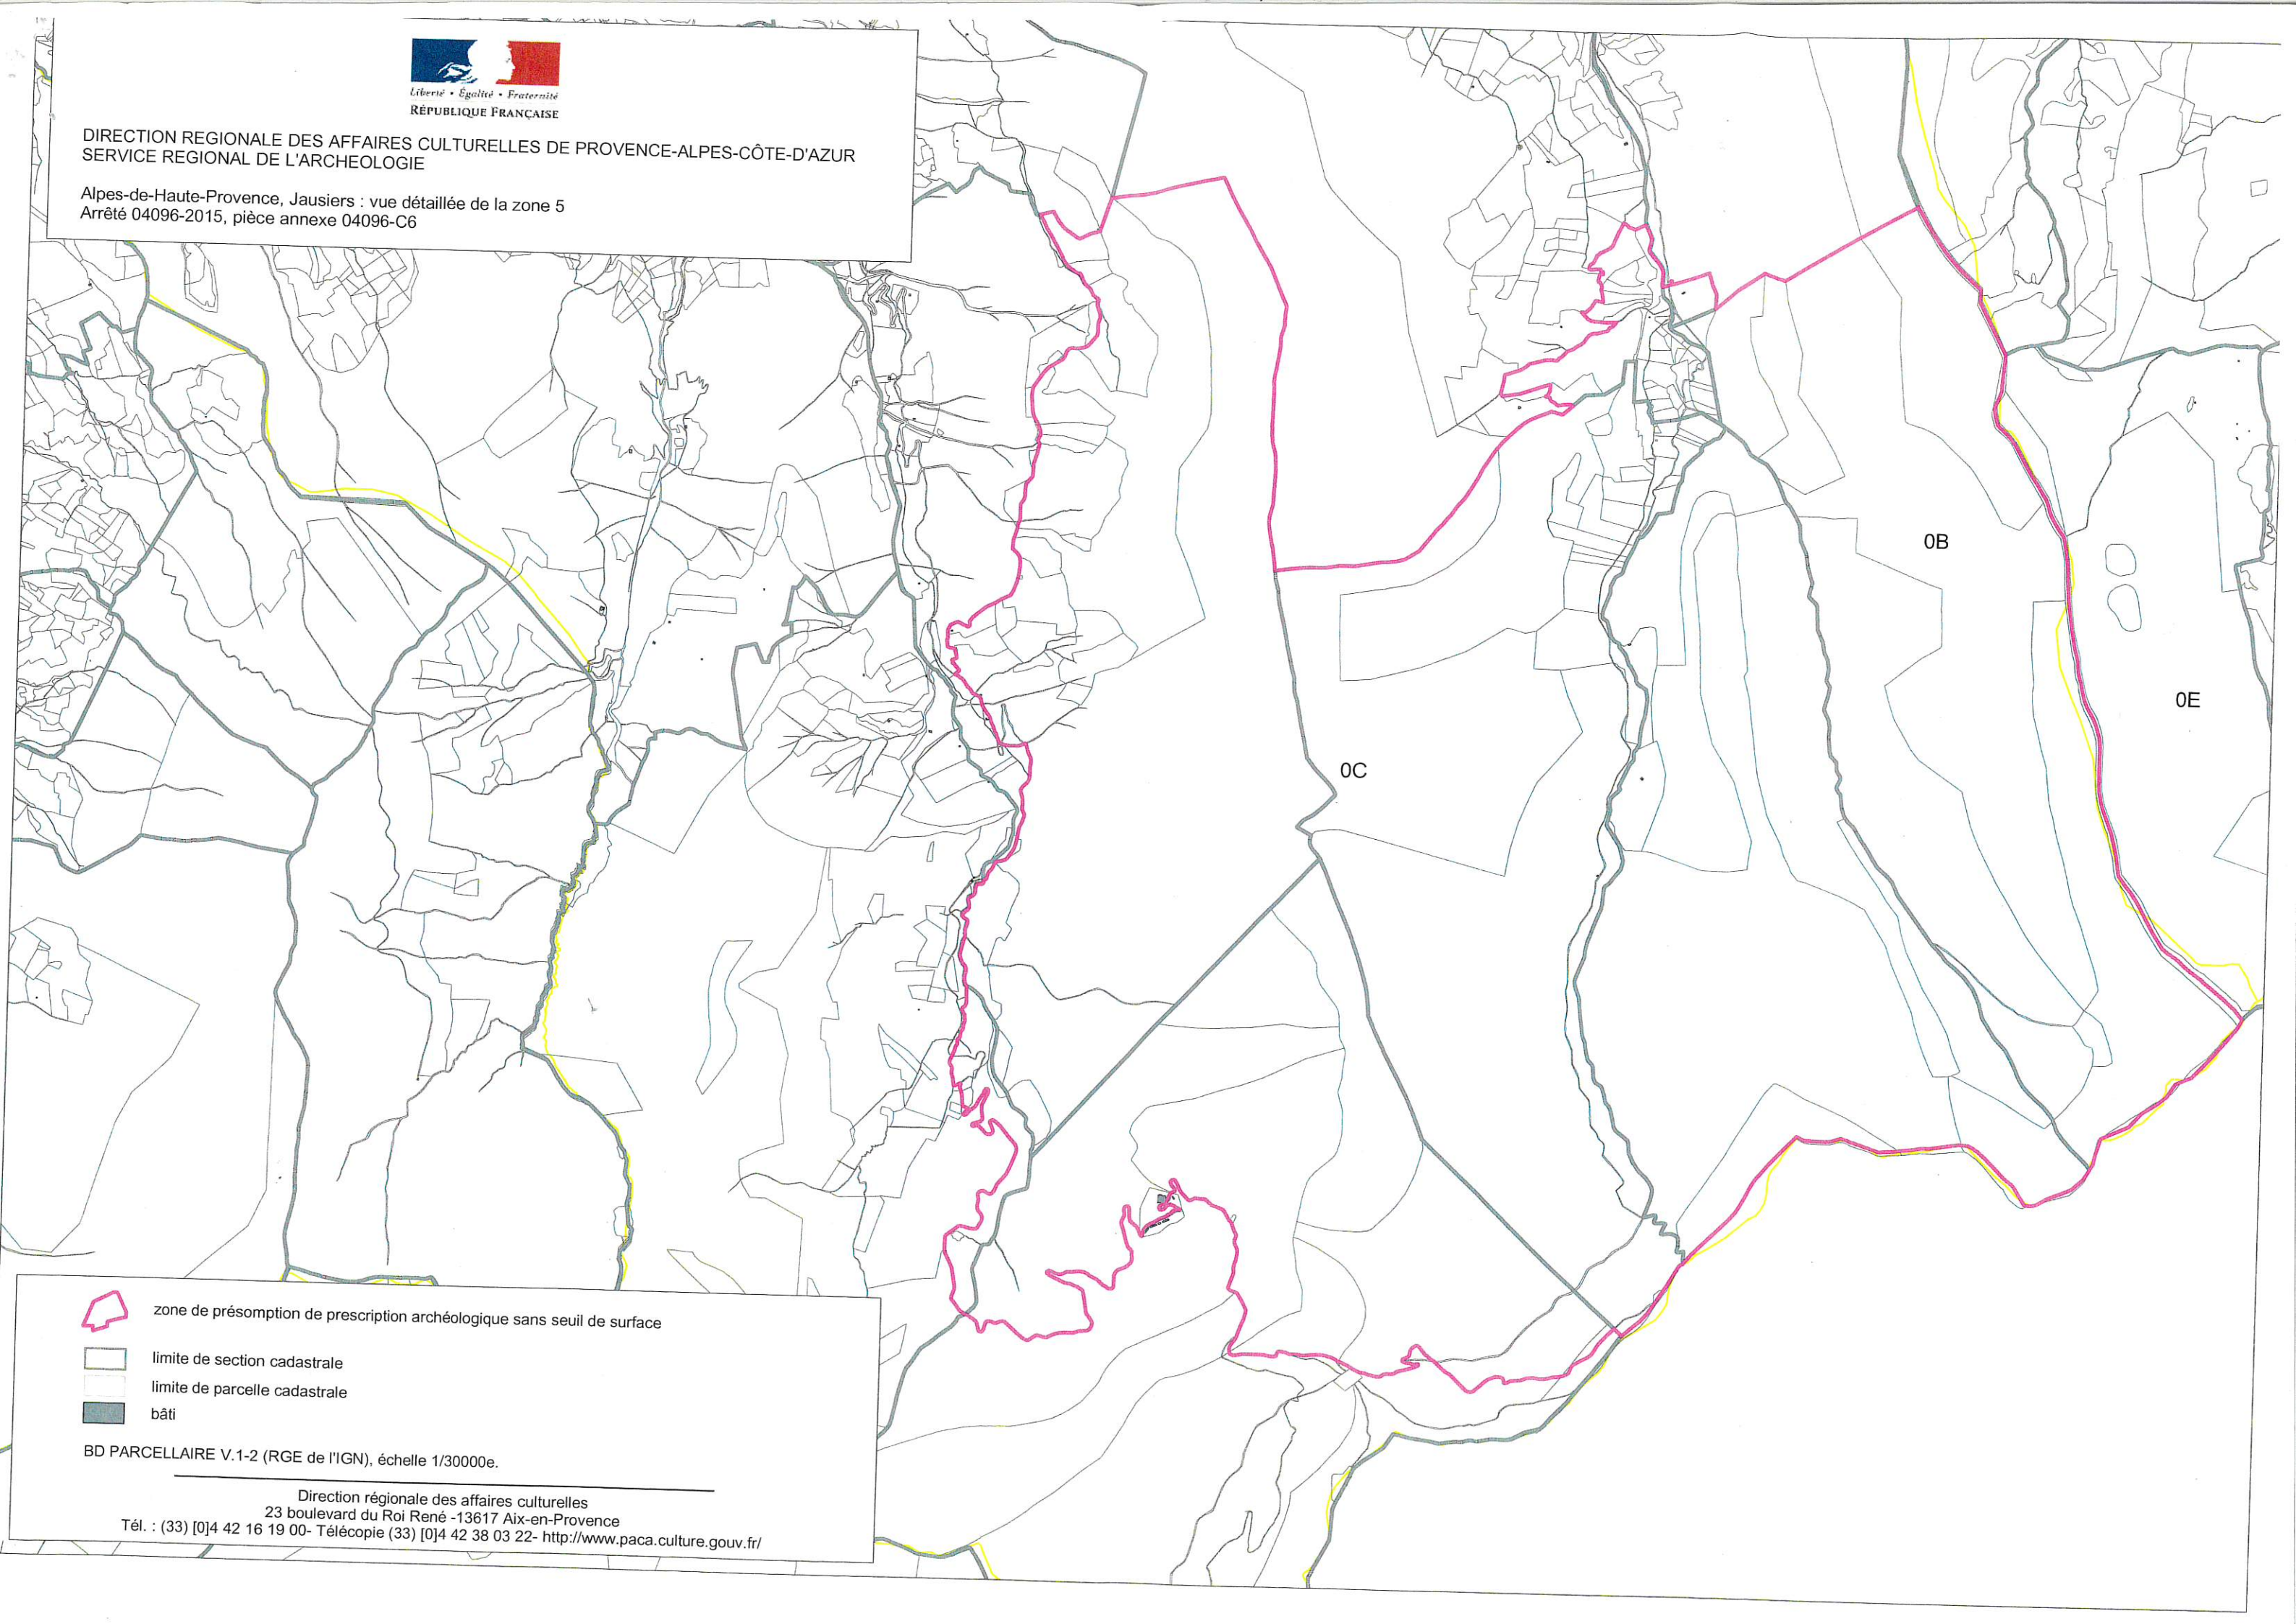 Liberté • Égalité • Fraternité
RÉPUBLIQUE FRANÇAISE
DIRECTION REGIONALE DES AFFAIRES CULTURELLES DE PROVENCE-ALPES-CÔTE-D'AZUR
SERVICE REGIONAL DE L'ARCHEOLOGIE
Alpes-de-Haute-Provence, Jausiers : vue détaillée de la zone 5
Arrêté 04096-2015, pièce annexe 04096-C6
0B
0E
0C
zone de présomption de prescription archéologique sans seuil de surface
limite de section cadastrale
limite de parcelle cadastrale
bâti
BD PARCELLAIRE V.1-2 (RGE de l'IGN), échelle 1/30000e.
Direction régionale des affaires culturelles
23 boulevard du Roi René -13617 Aix-en-Provence
Tél. : (33) [0]4 42 16 19 00- Télécopie (33) [0]4 42 38 03 22- http://www.paca.culture.gouv.fr/